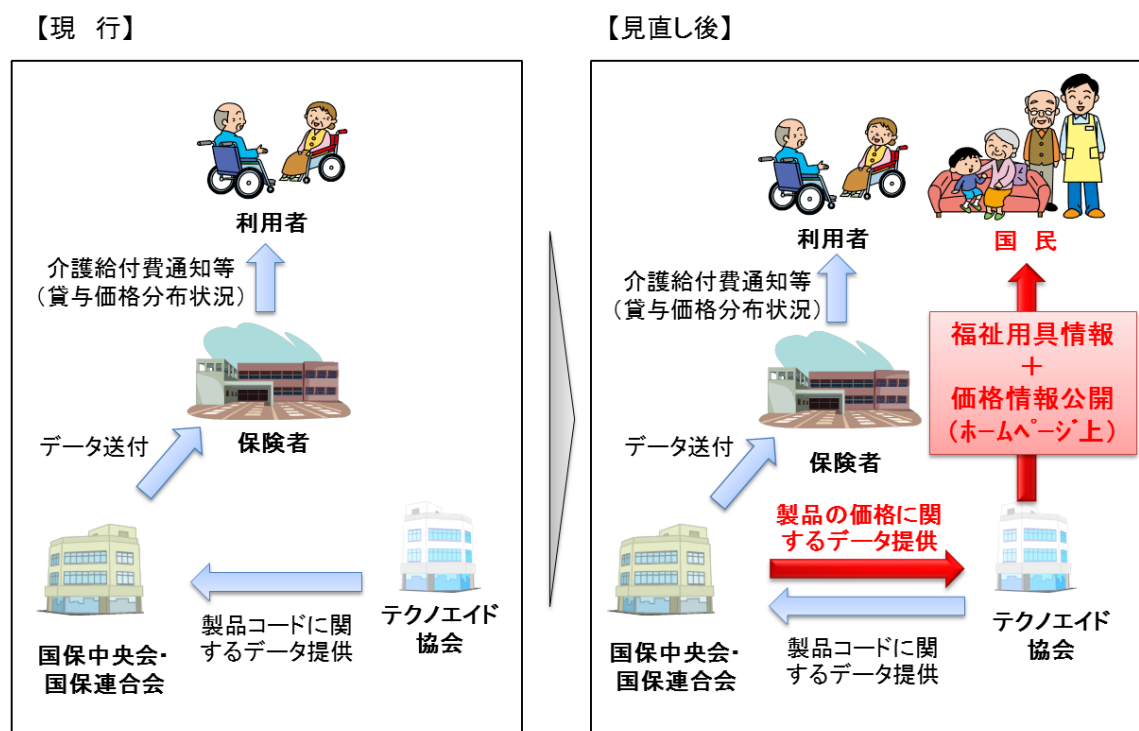 【現　行】
利用者
介護給付費通知等
（貸与価格分布状況）
保険者
データ送付
テクノエイド
協会
製品コードに関
するデータ提供
国保中央会・
国保連合会
【見直し後】
利用者
国　民
介護給付費通知等
（貸与価格分布状況）
福祉用具情報
＋
価格情報公開
（ﾎｰﾑﾍﾟｰｼﾞ上）
保険者
データ送付
製品の価格に関
するデータ提供
テクノエイド
協会
製品コードに関
するデータ提供
国保中央会・
国保連合会